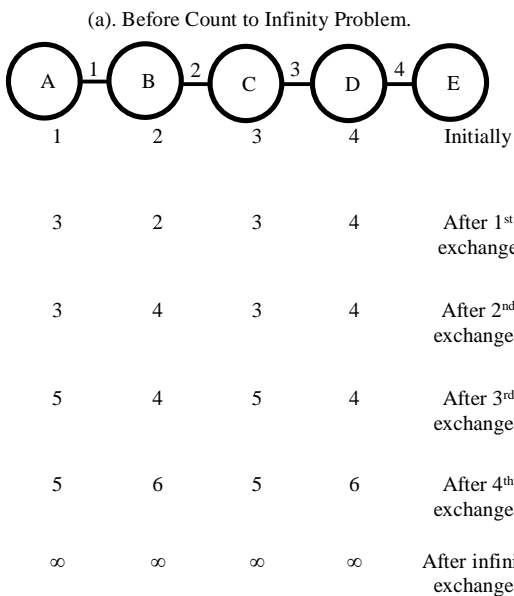 (a). Before Count to Infinity Problem.
A 1 B 2 C 3 D 4 E
1 2 3 4 Initially
3 2 3 4 After 1st
exchange
3 4 3 4 After 2nd
exchange
5 4 5 4 After 3rd
exchange
5 6 5 6 After 4th
exchange
∞ ∞ ∞ ∞ After infini
exchange